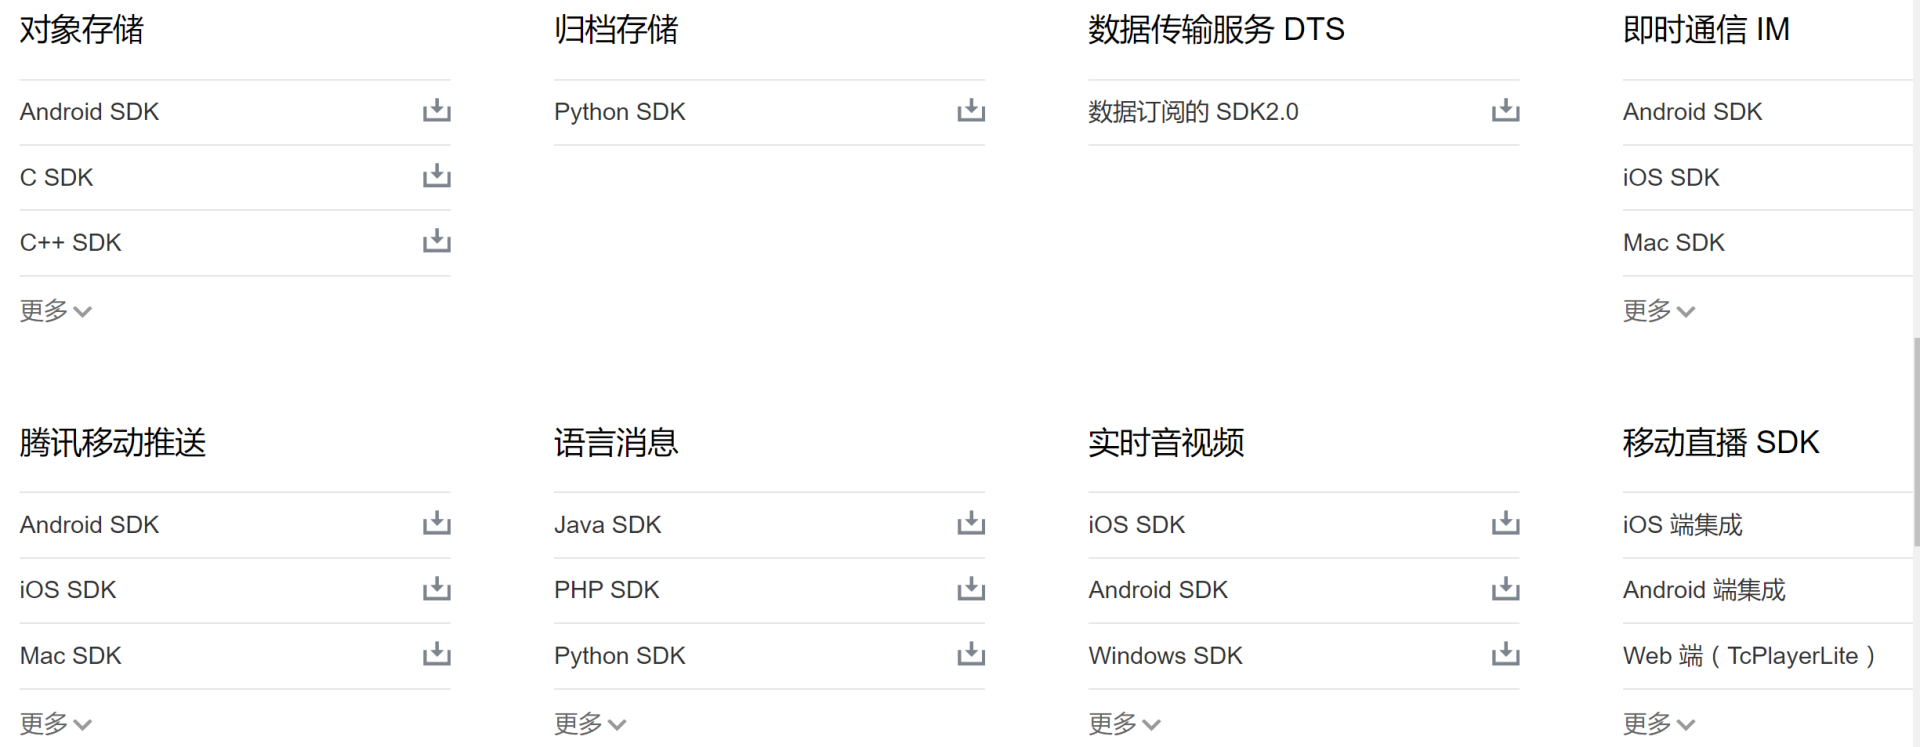 对象存储
Android SDK
C SDK
C++ SDK
更多
归档存储
Python SDK
数据传输服务 DTS
数据订阅的 SDK2.0
即时通信 IM
Android SDK
iOS SDK
Mac SDK
更多
腾讯移动推送
Android SDK
iOS SDK
Mac SDK
更多
语言消息
Java SDK
PHP SDK
Python SDK
更多
实时音视频
iOS SDK
Android SDK
Windows SDK
更多
移动直播 SDK
iOS 端集成
Android 端集成
Web 端（TcPlayerLite）
更多